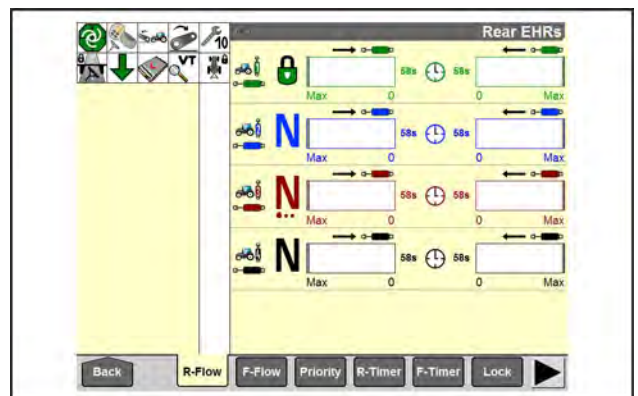 Rear EHRs
10
VT
58s 58s
Max 0 0 Max
N
58s 58s
Max 0 0 Max
N
58s 58s
Max 0 0 Max
N
58s 58s
Max 0 0 Max
Back R-Flow F-Flow Priority R-Timer F-Timer Lock